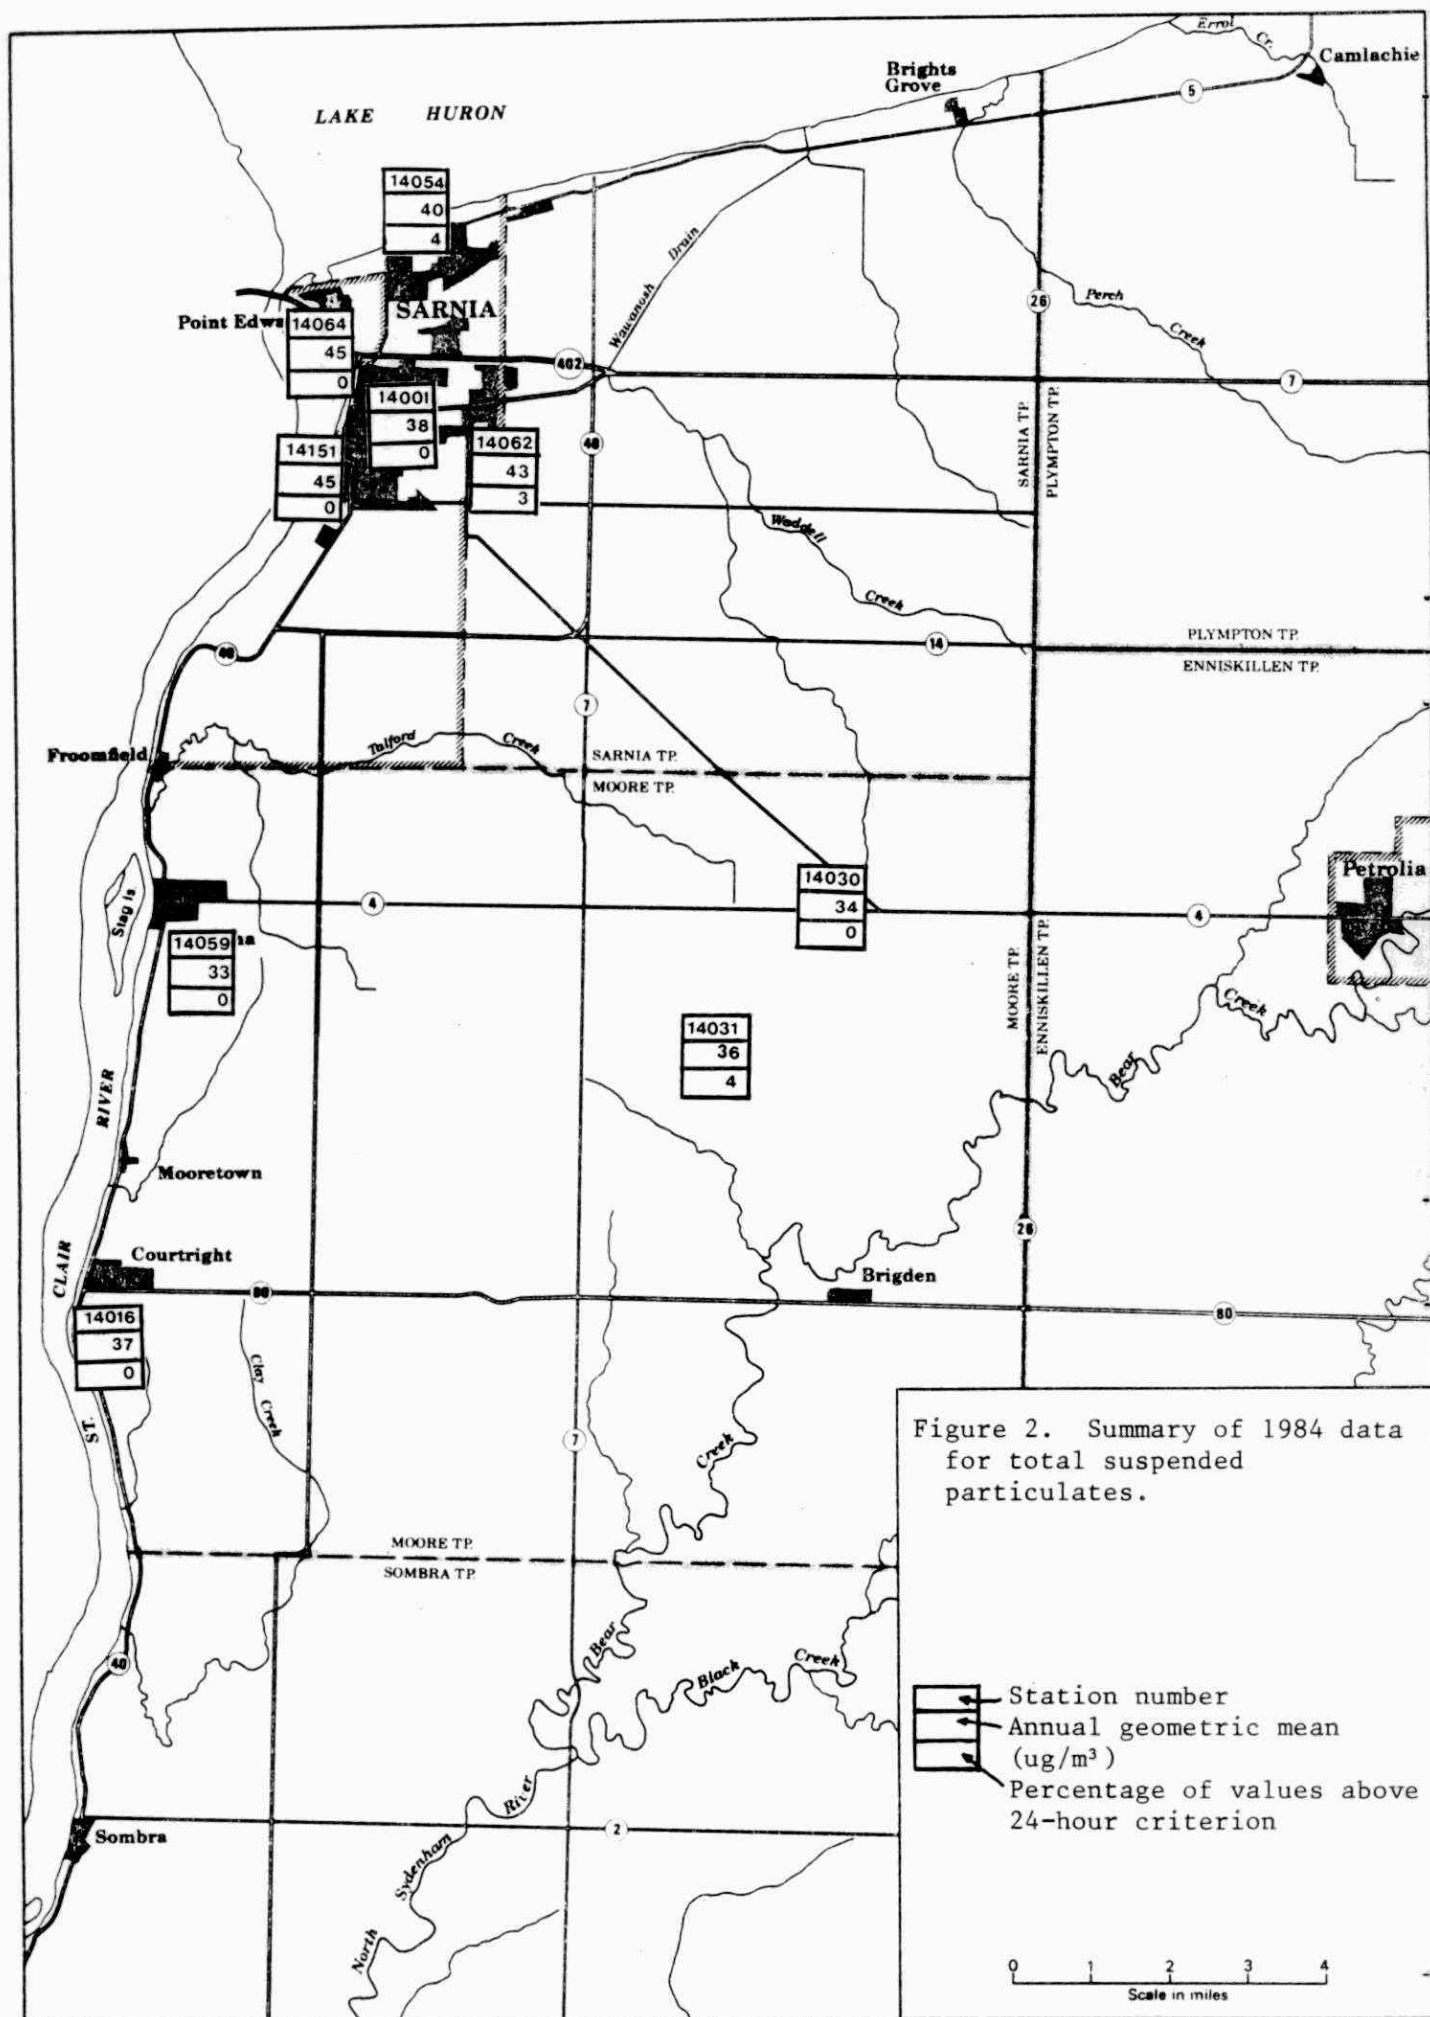 Errol
Cr.
Camlachie
Brights
Grove
5
LAKE HURON
14054
40
4
Wawanosh Drain
26
Perch
Creek
SARNIA
Point Edw
14064
45
0
402
7
14001
38
0
SARNIA TP.
PLYMPTON TP.
14151
45
0
14062
43
3
40
Waddell
Creek
14
PLYMPTON TP.
ENNISKILLEN TP.
40
7
Froomfield
Talford Creek
SARNIA TP.
MOORE TP.
Petrolia
14030
34
0
Stag Is.
4
4
14059
33
0
MOORE TP.
ENNISKILLEN TP.
Creek
Bear
14031
36
4
RIVER
Mooretown
26
CLAIR
Courtright
Brigden
80
80
14016
37
0
Clay Creek
ST.
7
Creek
Figure 2. Summary of 1984 data
for total suspended
particulates.
MOORE TP.
SOMBRA TP.
Bear
Black Creek
40
Station number
Annual geometric mean
(ug/m³)
Percentage of values above
24-hour criterion
River
Sombra
2
Sydenham
North
0 1 2 3 4
Scale in miles